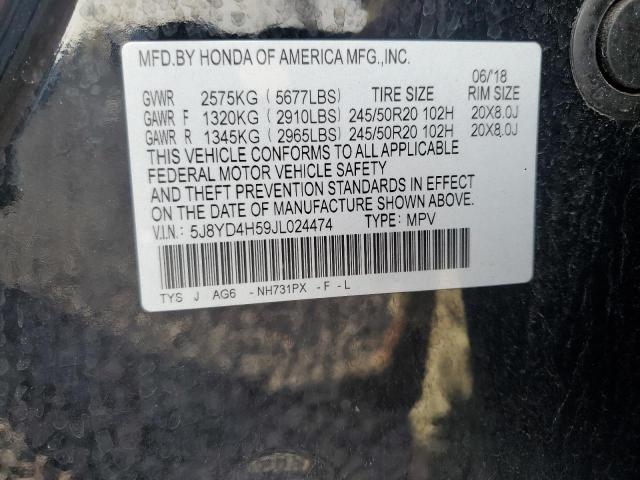 MFD.BY HONDA OF AMERICA MFG.,INC.
06/18
GVWR 2575KG ( 5677LBS) TIRE SIZE RIM SIZE
GAWR F 1320KG ( 2910LBS) 245/50R20 102H 20X8.0J
GAWR R 1345KG ( 2965LBS) 245/50R20 102H 20X8.0J
THIS VEHICLE CONFORMS TO ALL APPLICABLE
FEDERAL MOTOR VEHICLE SAFETY
AND THEFT PREVENTION STANDARDS IN EFFECT
ON THE DATE OF MANUFACTURE SHOWN ABOVE.
V.I.N.: 5J8YD4H59JL024474 TYPE: MPV
TYS J AG6 -NH731PX -F -L